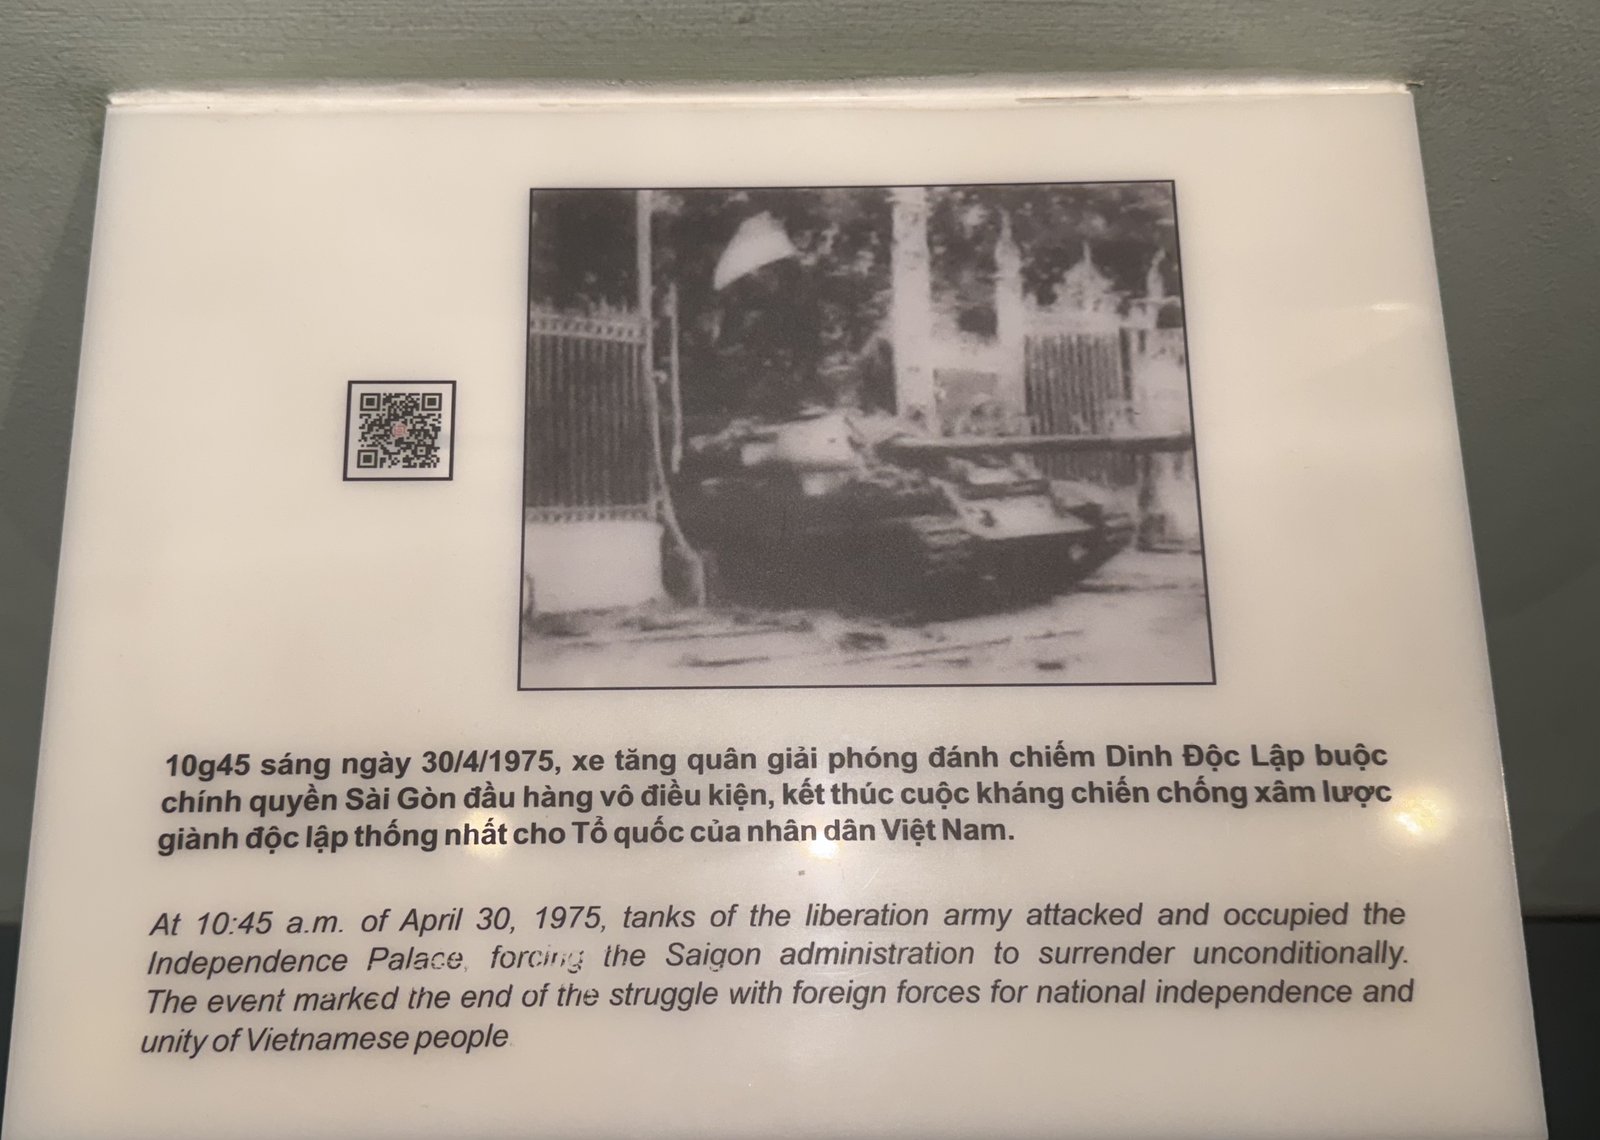 10g45 sáng ngày 30/4/1975, xe tăng quân giải phóng đánh chiếm Dinh Độc Lập buộc
chính quyền Sài Gòn đầu hàng vô điều kiện, kết thúc cuộc kháng chiến chống xâm lược
giành độc lập thống nhất cho Tổ quốc của nhân dân Việt Nam.
At 10:45 a.m. of April 30, 1975, tanks of the liberation army attacked and occupied the
Independence Palace, forcing the Saigon administration to surrender unconditionally.
The event marked the end of the struggle with foreign forces for national independence and
unity of Vietnamese people